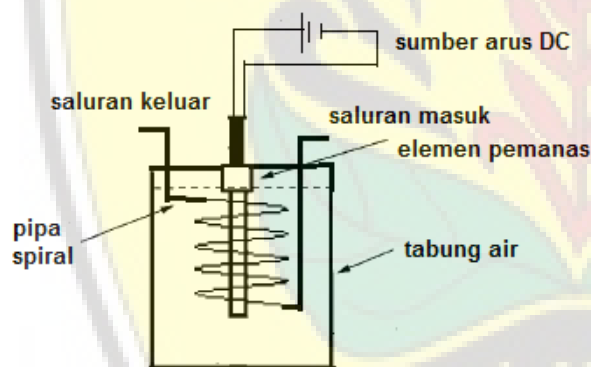 sumber arus DC
saluran keluar
saluran masuk
elemen pemanas
pipa
spiral
tabung air